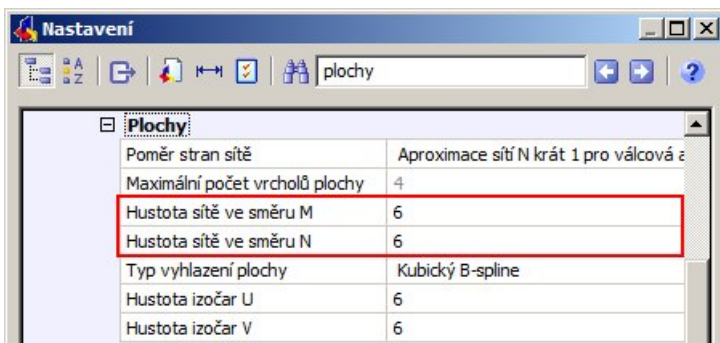 Nastavení
A
Z
plochy
?
Plochy
Poměr stran sítě Aproximace sítí N krát 1 pro válcová a
Maximální počet vrcholů plochy 4
Hustota sítě ve směru M 6
Hustota sítě ve směru N 6
Typ vyhlazení plochy Kubický B-spline
Hustota izočar U 6
Hustota izočar V 6